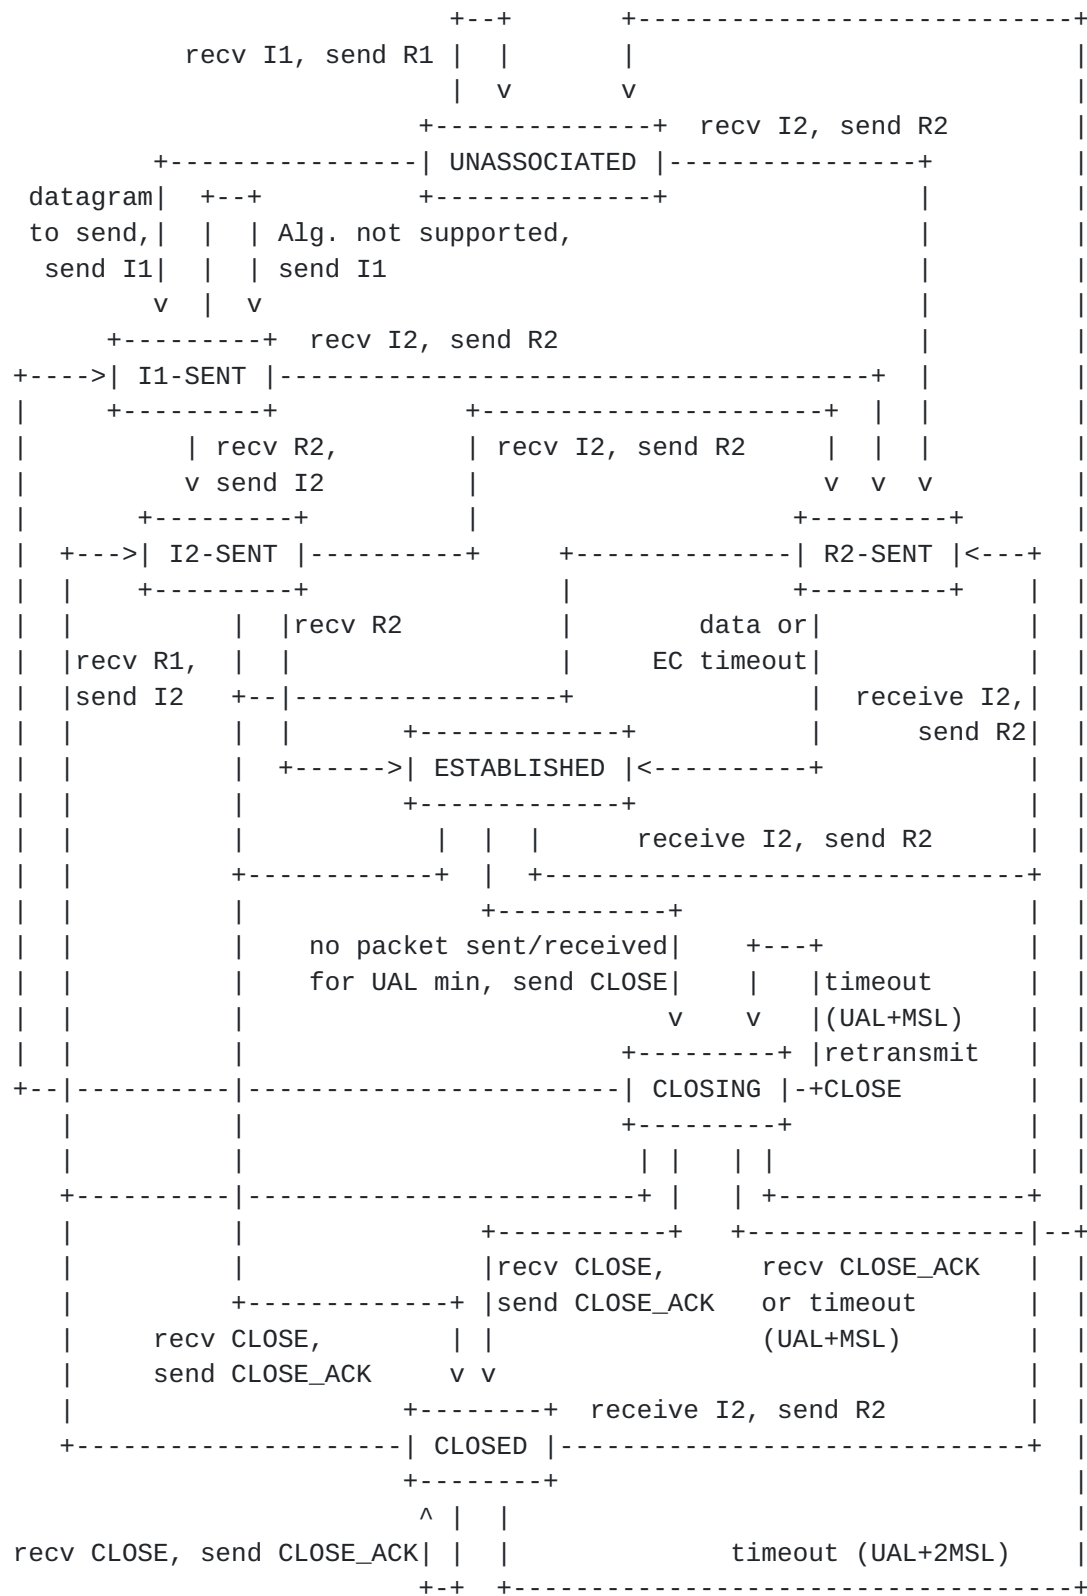 recv I1, send R1
recv I2, send R2
UNASSOCIATED
datagram
to send,
Alg. not supported,
send I1
send I1
recv I2, send R2
I1-SENT
recv R2,
recv I2, send R2
send I2
I2-SENT
R2-SENT
recv R2
data or
recv R1,
EC timeout
send I2
receive I2,
send R2
ESTABLISHED
receive I2, send R2
no packet sent/received
for UAL min, send CLOSE
timeout
(UAL+MSL)
retransmit
CLOSING
CLOSE
recv CLOSE,
recv CLOSE_ACK
send CLOSE_ACK
or timeout
recv CLOSE,
(UAL+MSL)
send CLOSE_ACK
receive I2, send R2
CLOSED
recv CLOSE, send CLOSE_ACK
timeout (UAL+2MSL)